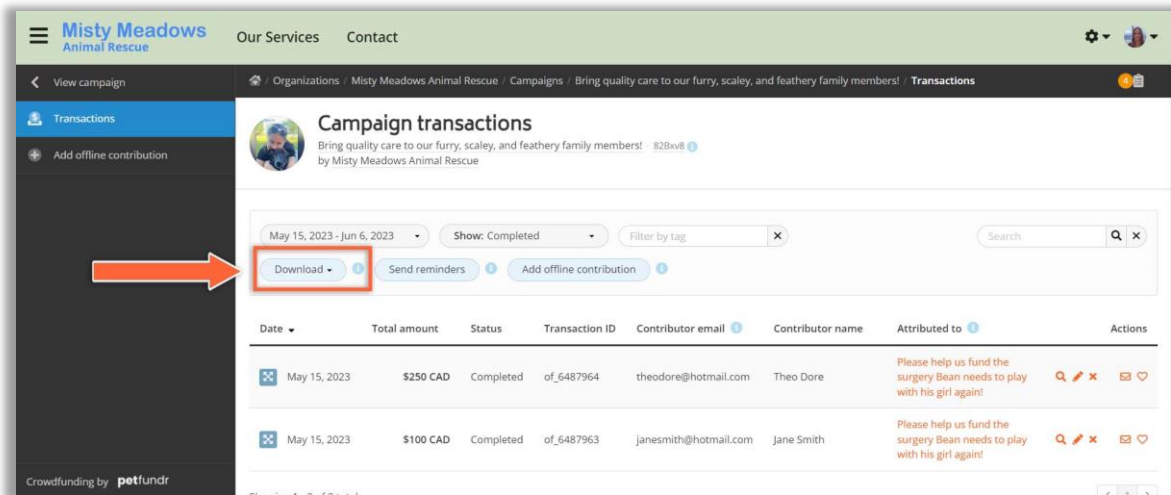 Misty Meadows
Animal Rescue
Our Services Contact
View campaign
/ Organizations / Misty Meadows Animal Rescue / Campaigns / Bring quality care to our furry, scaley, and feathery family members! / Transactions
4
Transactions
Add offline contribution
Campaign transactions
Bring quality care to our furry, scaley, and feathery family members! 82Bxv8
by Misty Meadows Animal Rescue
May 15, 2023 - Jun 6, 2023 Show: Completed Filter by tag Search
Download Send reminders Add offline contribution
Date Total amount Status Transaction ID Contributor email Contributor name Attributed to Actions
Please help us fund the
May 15, 2023 $250 CAD Completed of_6487964 theodore@hotmail.com Theo Dore surgery Bean needs to play
with his girl again!
Please help us fund the
May 15, 2023 $100 CAD Completed of_6487963 janesmith@hotmail.com Jane Smith surgery Bean needs to play
with his girl again!
Crowdfunding by petfundr